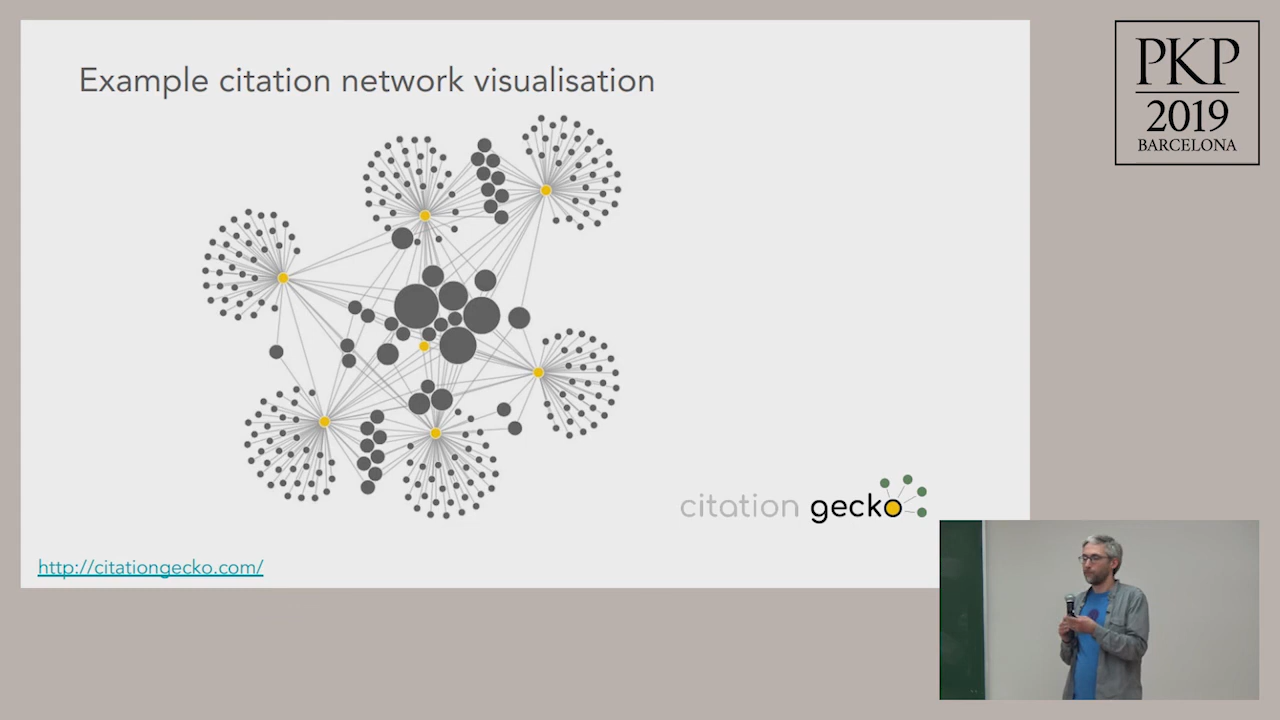 Example citation network visualisation
PKP
2019
BARCELONA
citation gecko
http://citationgecko.com/